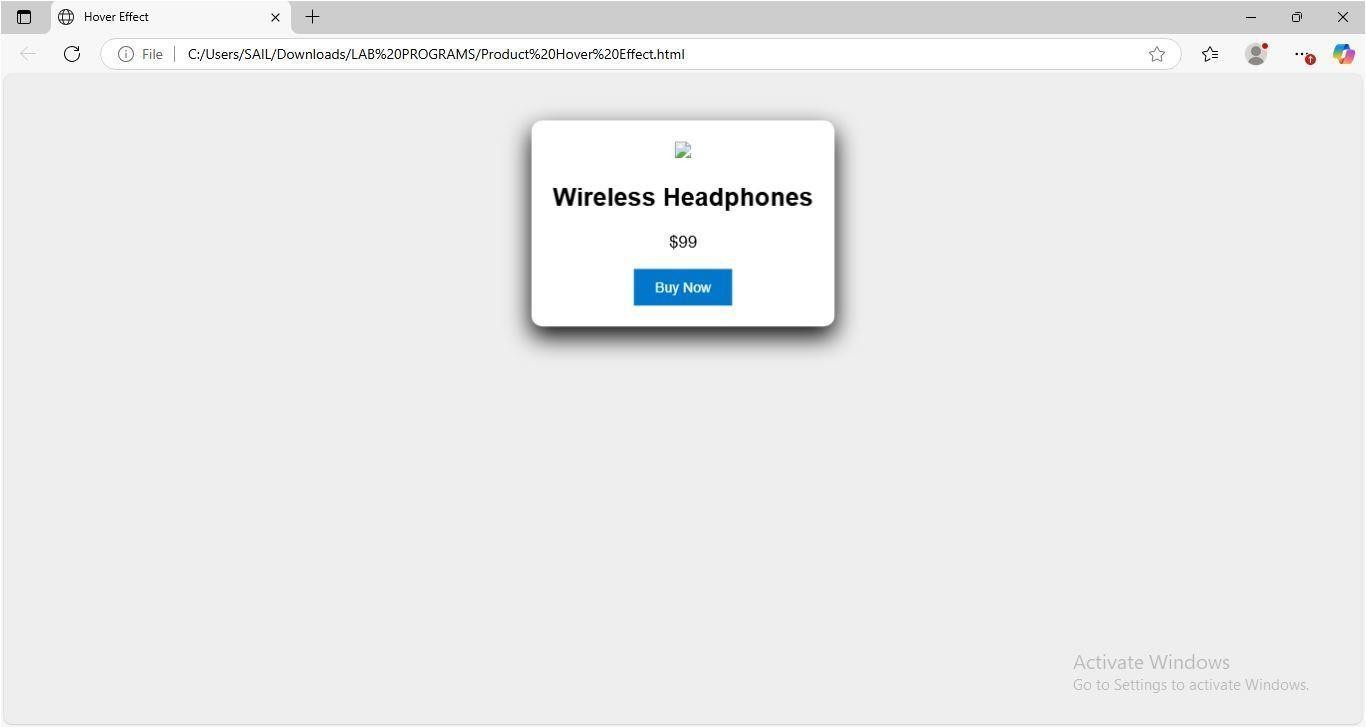 Hover Effect
File
C:/Users/SAIL/Downloads/LAB%20PROGRAMS/Product%20Hover%20Effect.html
Wireless Headphones
$99
Buy Now
Activate Windows
Go to Settings to activate Windows.